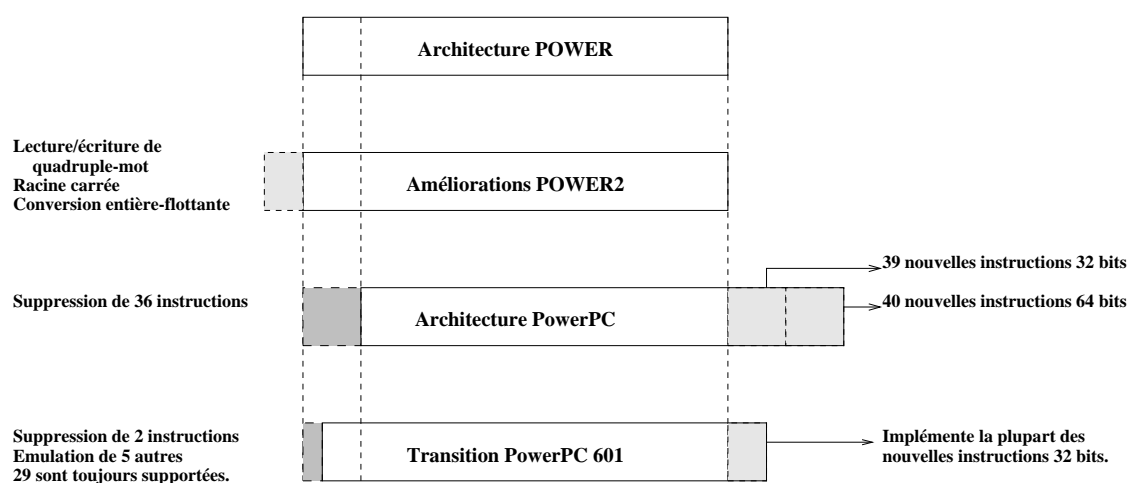 Architecture POWER
Lecture/écriture de
quadruple-mot
Racine carrée
Conversion entière-flottante
Améliorations POWER2
39 nouvelles instructions 32 bits
Suppression de 36 instructions
40 nouvelles instructions 64 bits
Architecture PowerPC
Suppression de 2 instructions
Emulation de 5 autres
29 sont toujours supportées.
Transition PowerPC 601
Implémente la plupart des
nouvelles instructions 32 bits.